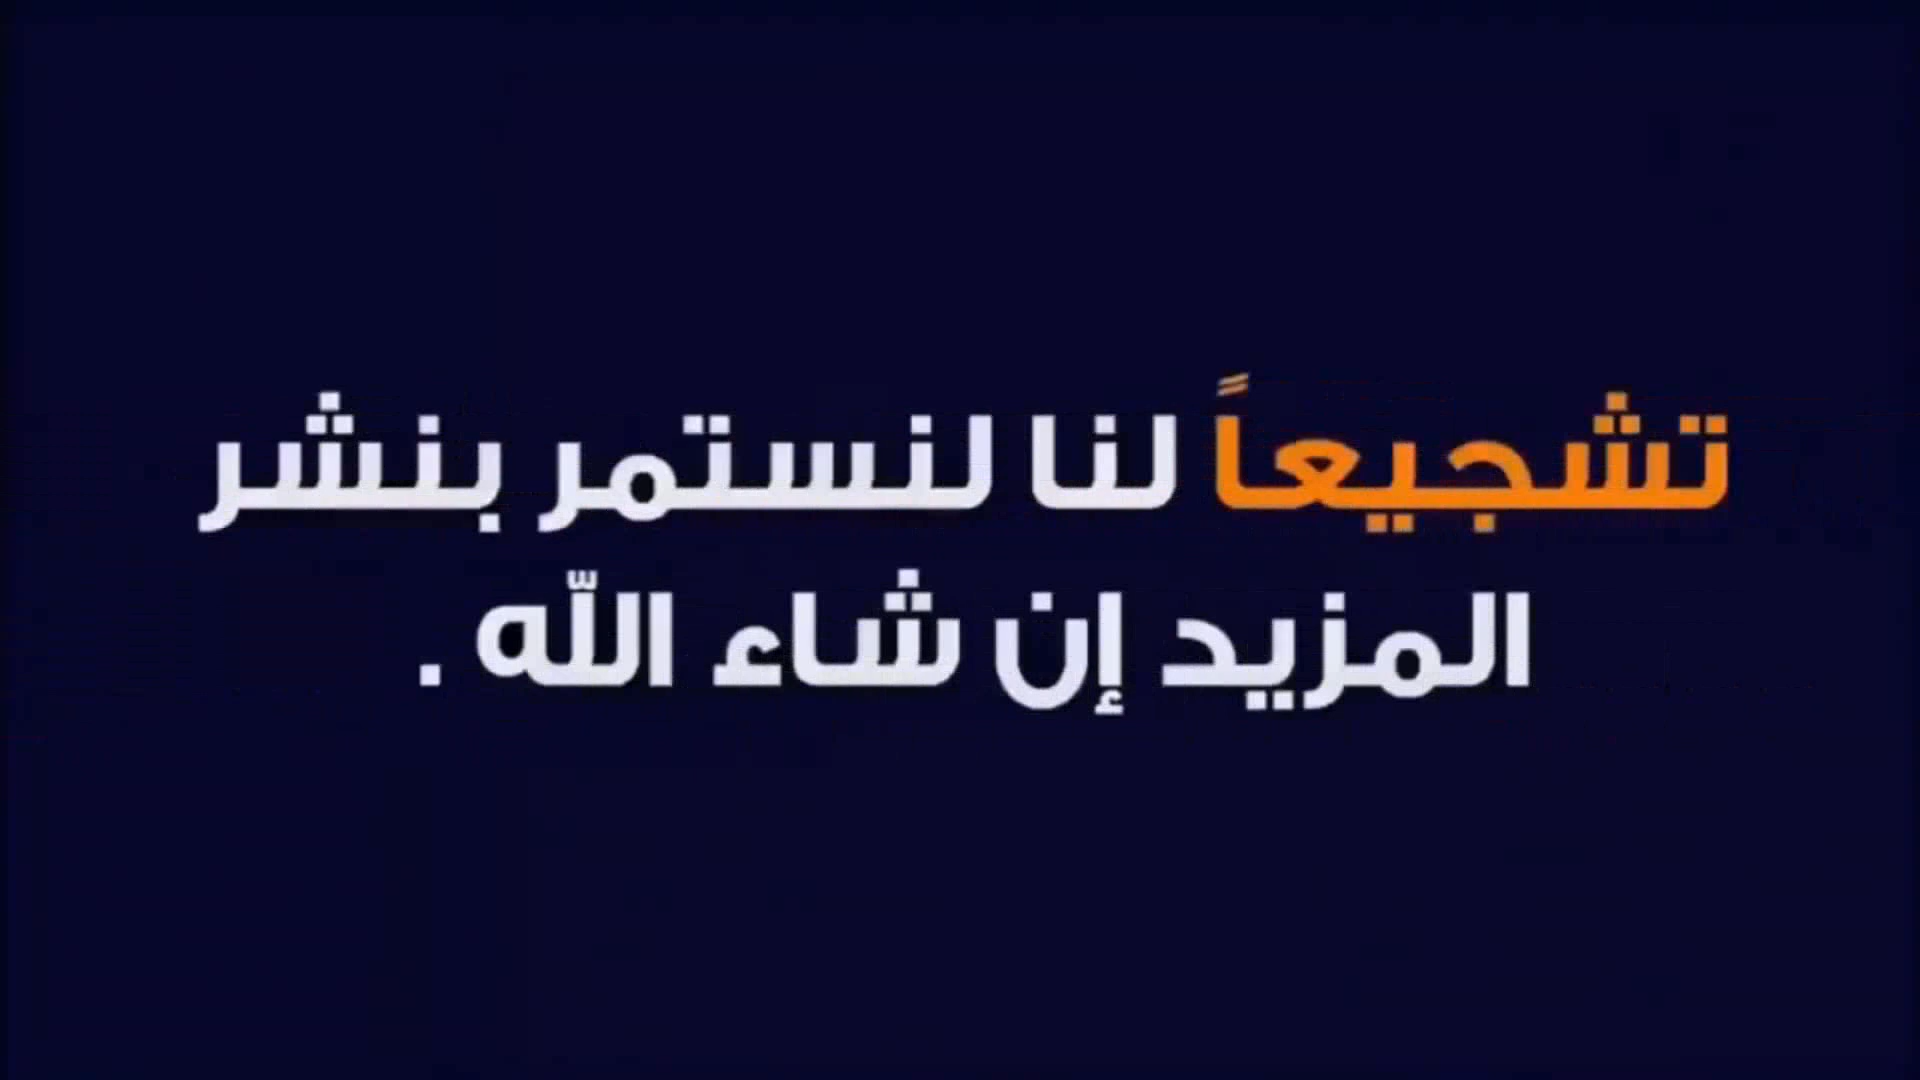 تشجيعاً لنا لنستمر بنشر
المزيد إن شاء اللّه .